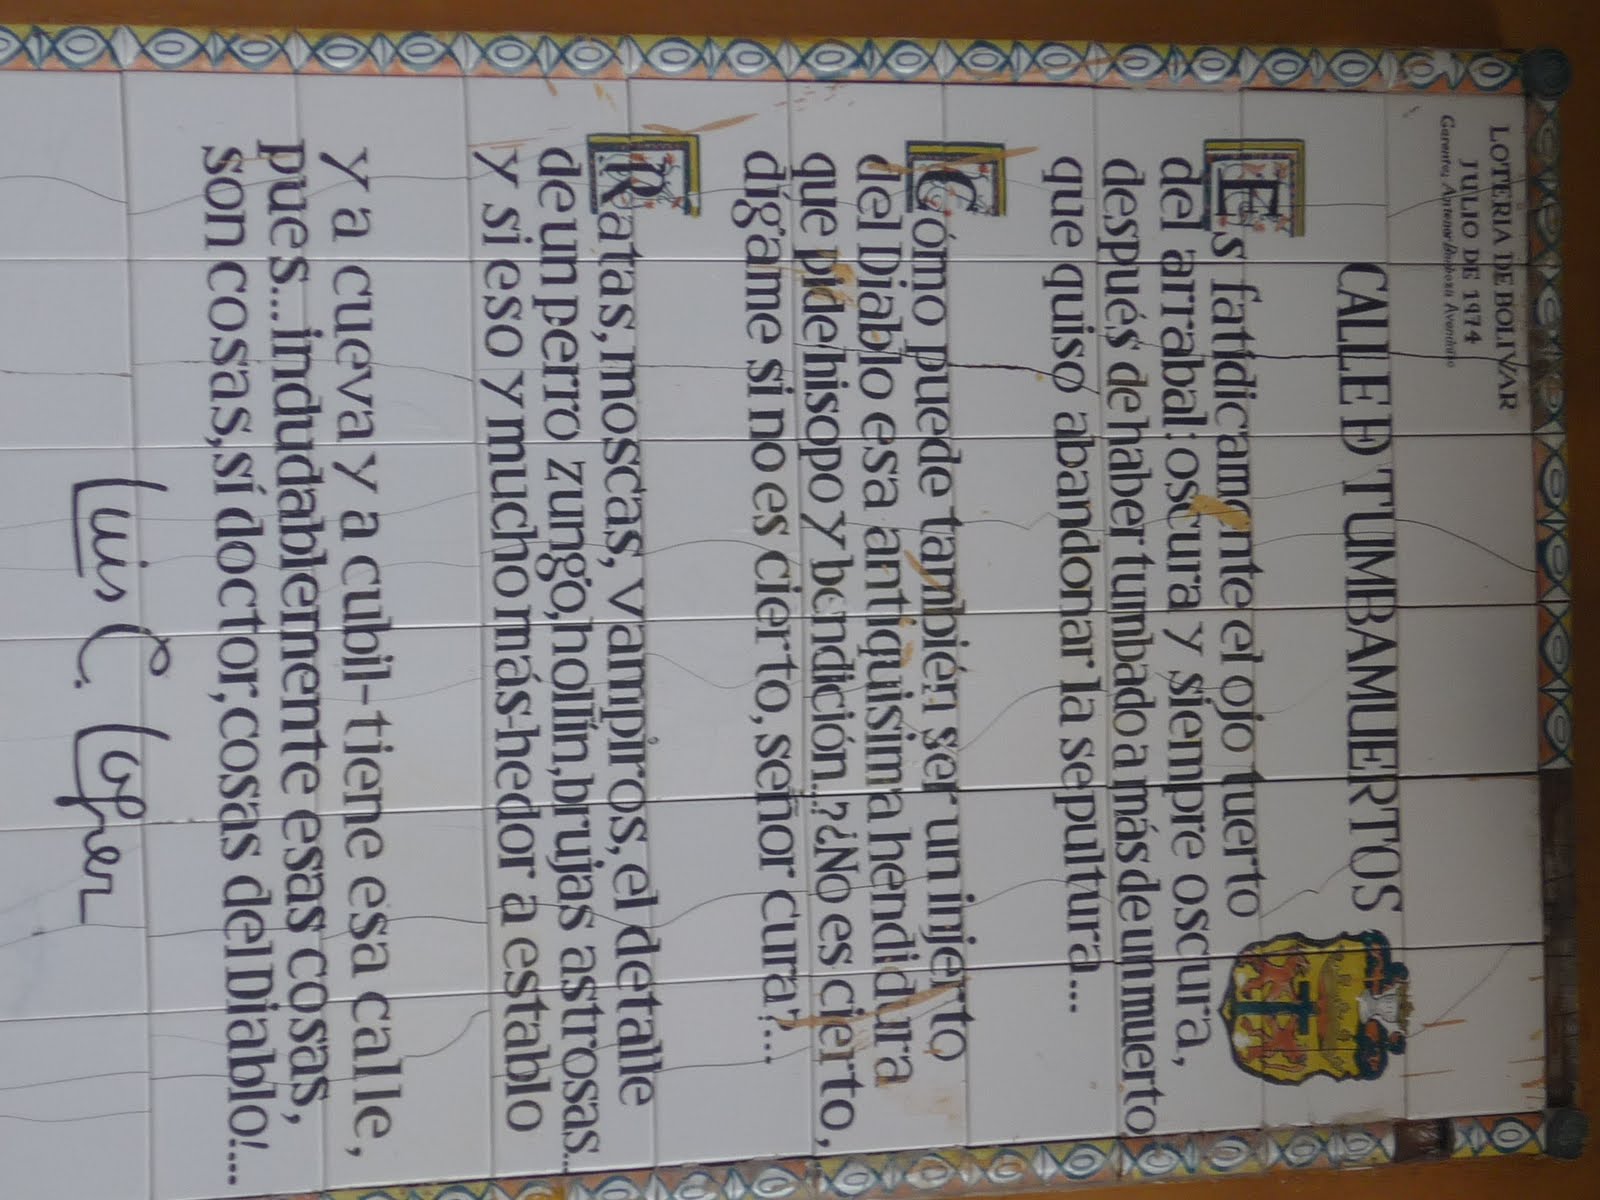 LOTERIA DE BOLIVAR
JULIO DE 1974
CALLE D TUMBAMUERTOS
Es fatídicamente el ojo tuerto
del arrabal: oscura y siempre oscura,
después de haber tumbado a más de un muerto
que quiso abandonar la sepultura...
Cómo puede también ser un injerto
del Diablo esa antiquisima hendidura
que pide hisopo y bendición...? ¿No es cierto,
dígame si no es cierto, señor cura?...
Ratas, moscas, vampiros, el detalle
de un perro zungo, hollín, brujas astrosas...
y si eso y mucho más-hedor a establo
y a cueva y a cubil-tiene esa calle,
pues... indudablemente esas cosas,
son cosas, sí doctor, cosas del Diablo!...
Luis C. López